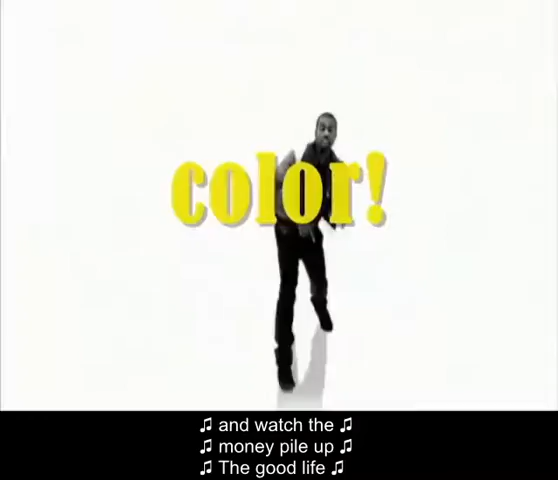 color!
♫ and watch the ♫
♫ money pile up ♫
♫ The good life ♫